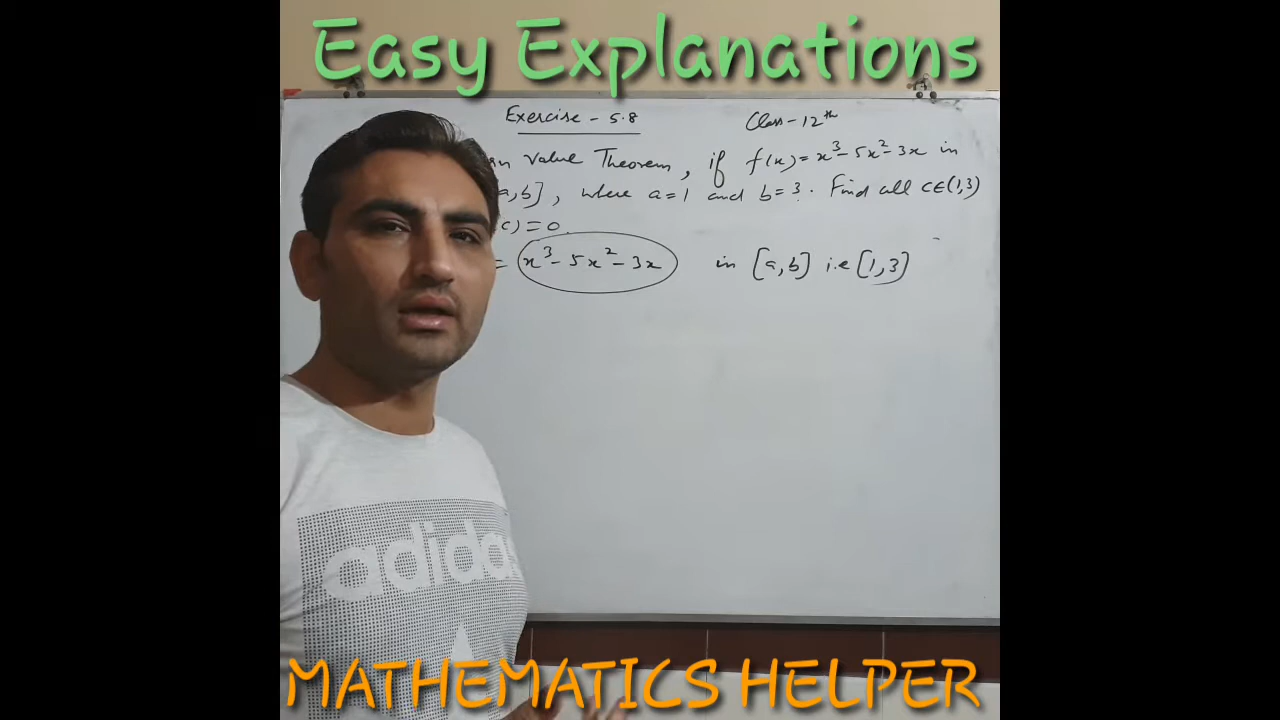 Easy Explanations
Exercise - 5.8 Class - 12th
an Value Theorem, if f(x) = x³ - 5x² - 3x in
a, b], where a = 1 and b = 3. Find all c∈(1,3)
(c) = 0.
= x³ - 5x² - 3x in [a, b] i.e [1, 3]
adidas
MATHEMATICS HELPER